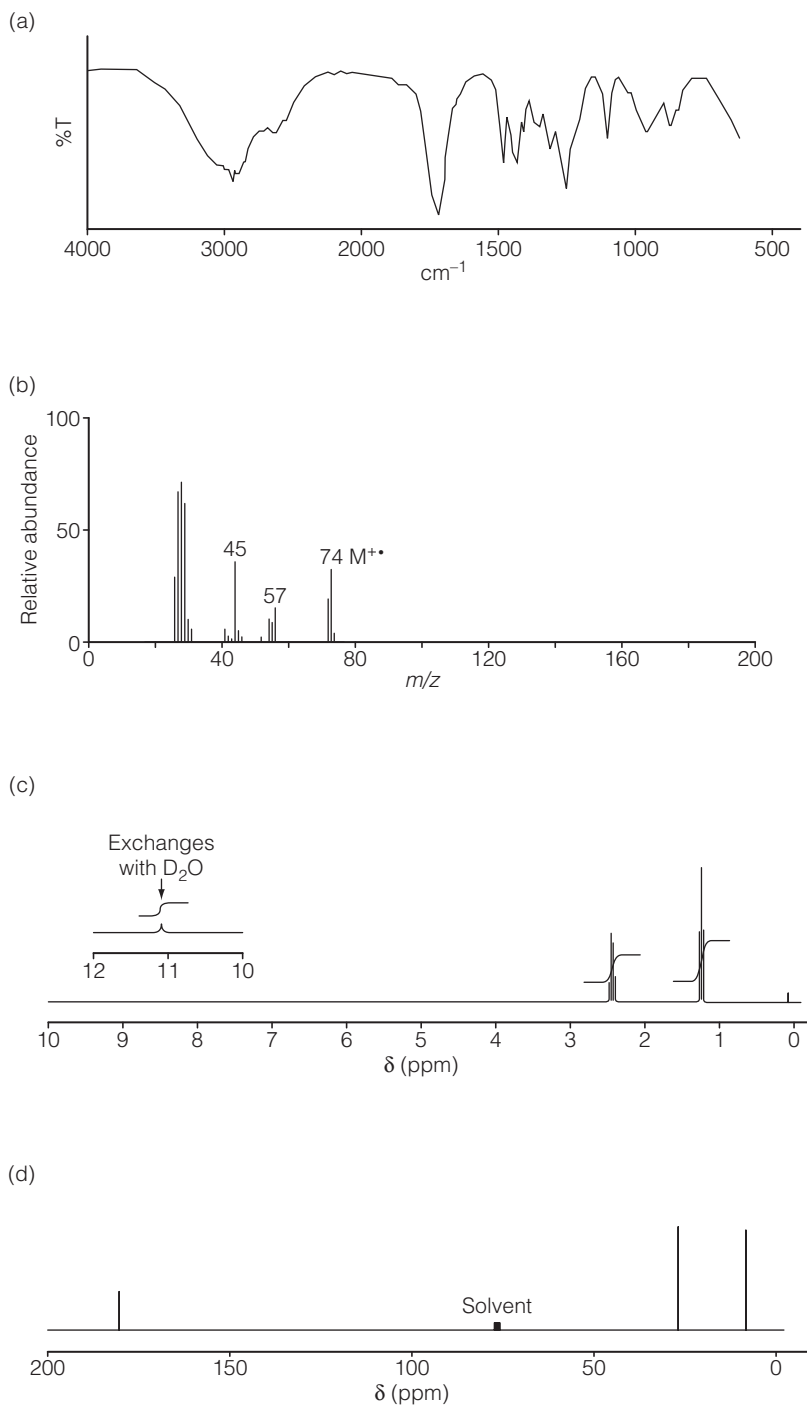 (a)
%T
4000 3000 2000 1500 1000 500
cm⁻¹
(b)
Relative abundance
100
50
0
45
57
74 M⁺•
0 40 80 120 160 200
m/z
(c)
Exchanges
with D₂O
12 11 10
10 9 8 7 6 5 4 3 2 1 0
δ (ppm)
(d)
Solvent
200 150 100 50 0
δ (ppm)